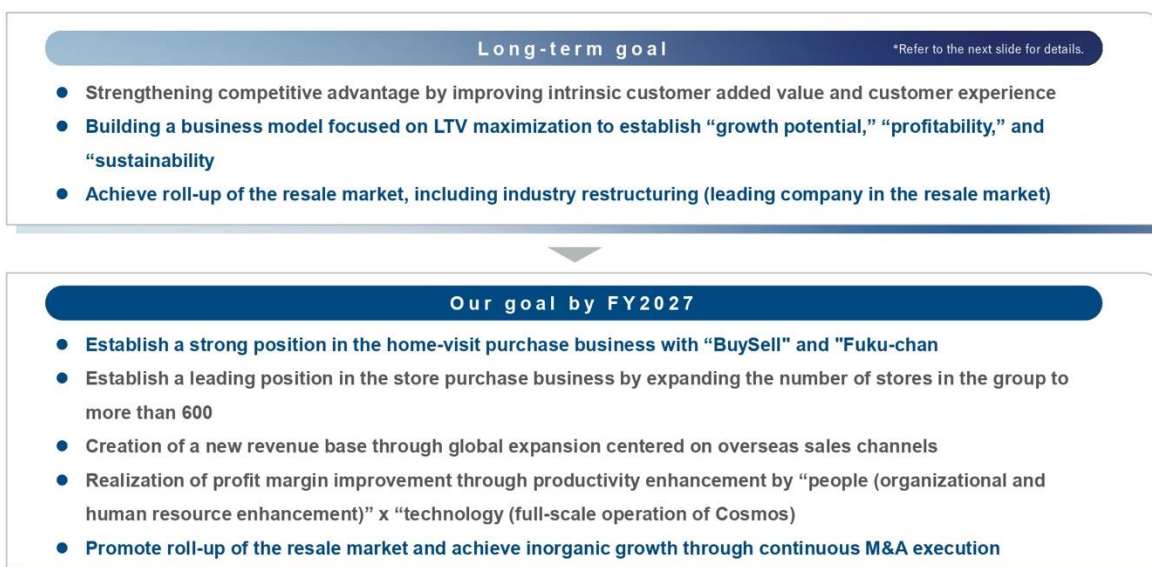 Long-term goal
*Refer to the next slide for details.
● Strengthening competitive advantage by improving intrinsic customer added value and customer experience
● Building a business model focused on LTV maximization to establish “growth potential,” “profitability,” and
“sustainability
● Achieve roll-up of the resale market, including industry restructuring (leading company in the resale market)
Our goal by FY2027
● Establish a strong position in the home-visit purchase business with “BuySell" and "Fuku-chan
● Establish a leading position in the store purchase business by expanding the number of stores in the group to
more than 600
● Creation of a new revenue base through global expansion centered on overseas sales channels
● Realization of profit margin improvement through productivity enhancement by “people (organizational and
human resource enhancement)” x “technology (full-scale operation of Cosmos)
● Promote roll-up of the resale market and achieve inorganic growth through continuous M&A execution